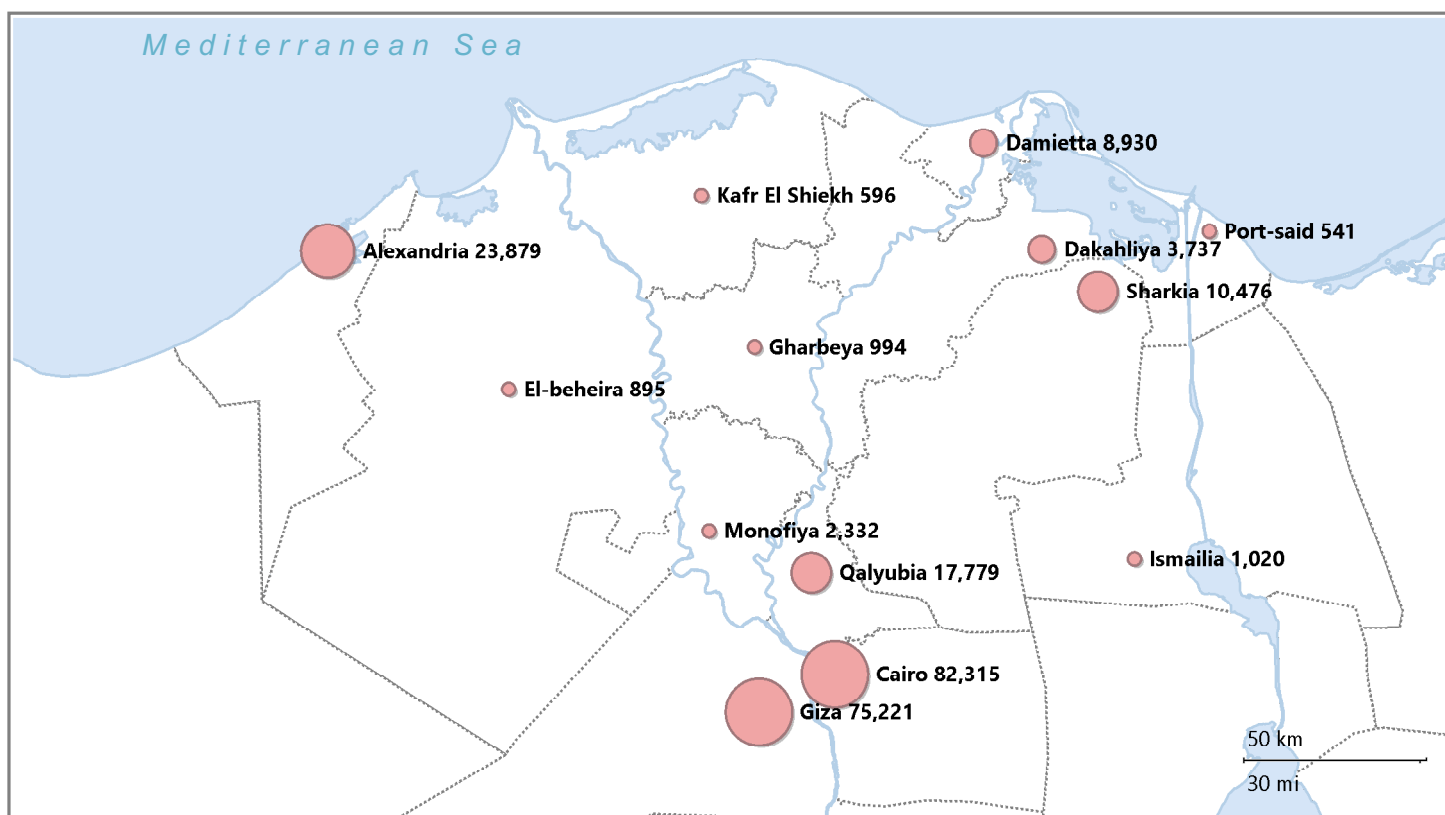 Mediterranean Sea
Damietta 8,930
Kafr El Shiekh 596
Port-said 541
Alexandria 23,879
Dakahliya 3,737
Sharkia 10,476
Gharbeya 994
El-beheira 895
Monofiya 2,332
Ismailia 1,020
Qalyubia 17,779
Cairo 82,315
Giza 75,221
50 km
30 mi